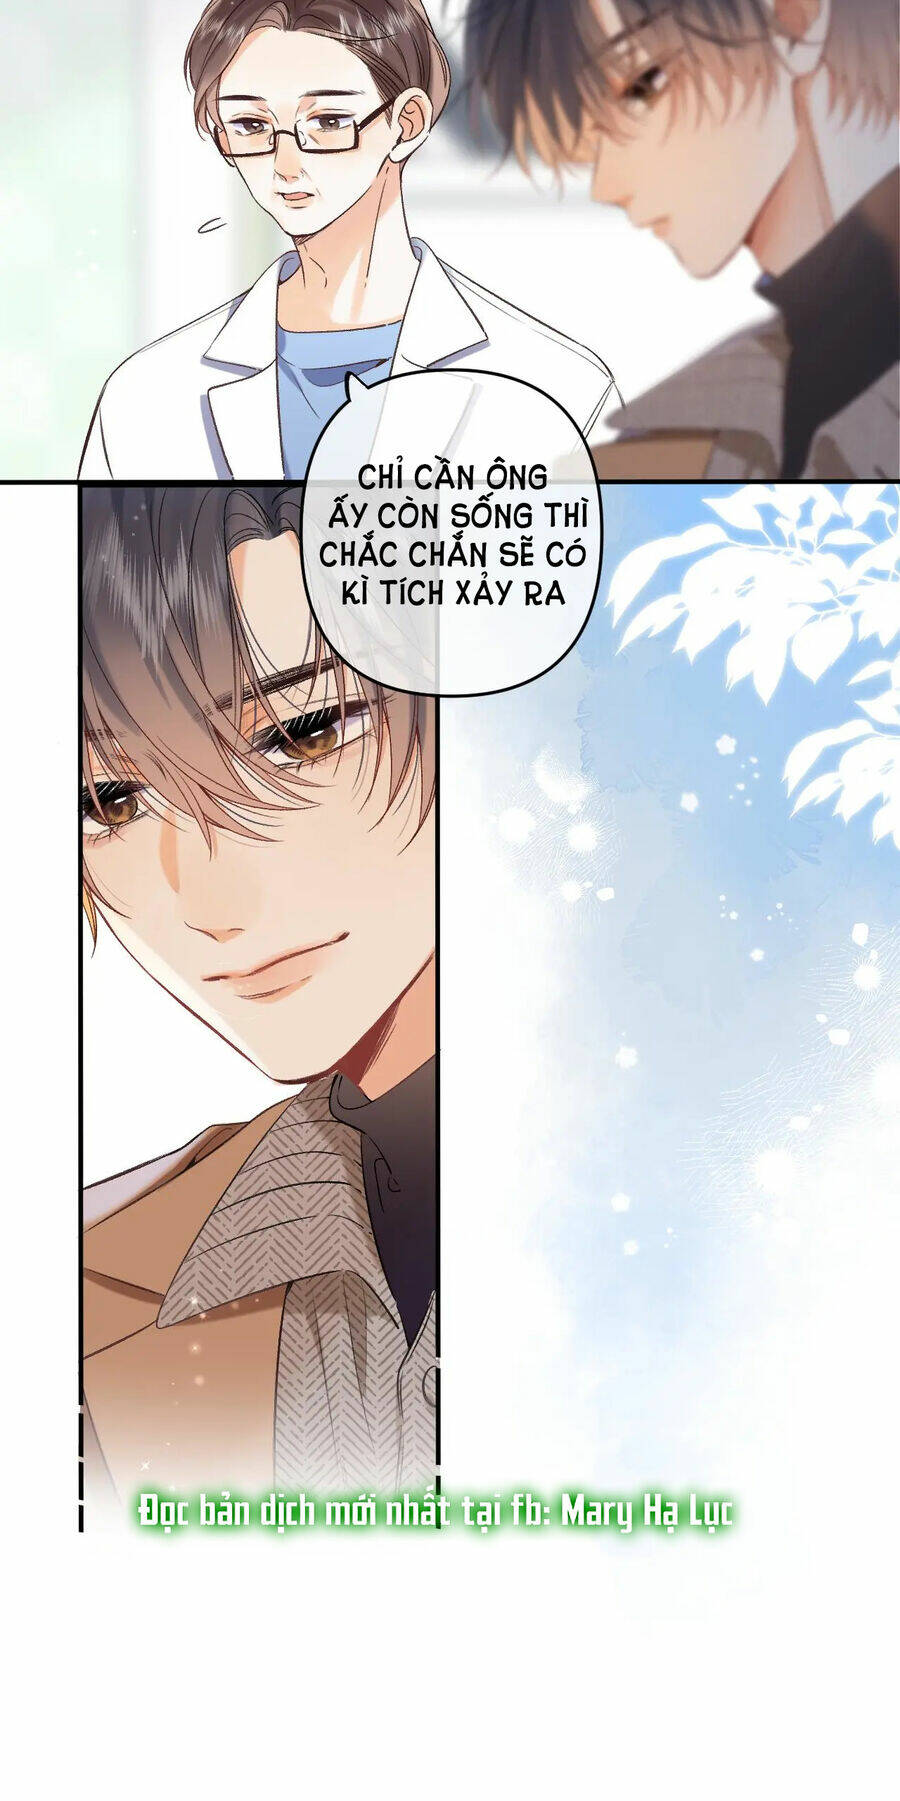 CHỈ CẦN ÔNG
ẤY CÒN SỐNG THÌ
CHẮC CHẮN SẼ CÓ
KÌ TÍCH XẢY RA
Đọc bản dịch mới nhất tại fb: Mary Hạ Lục